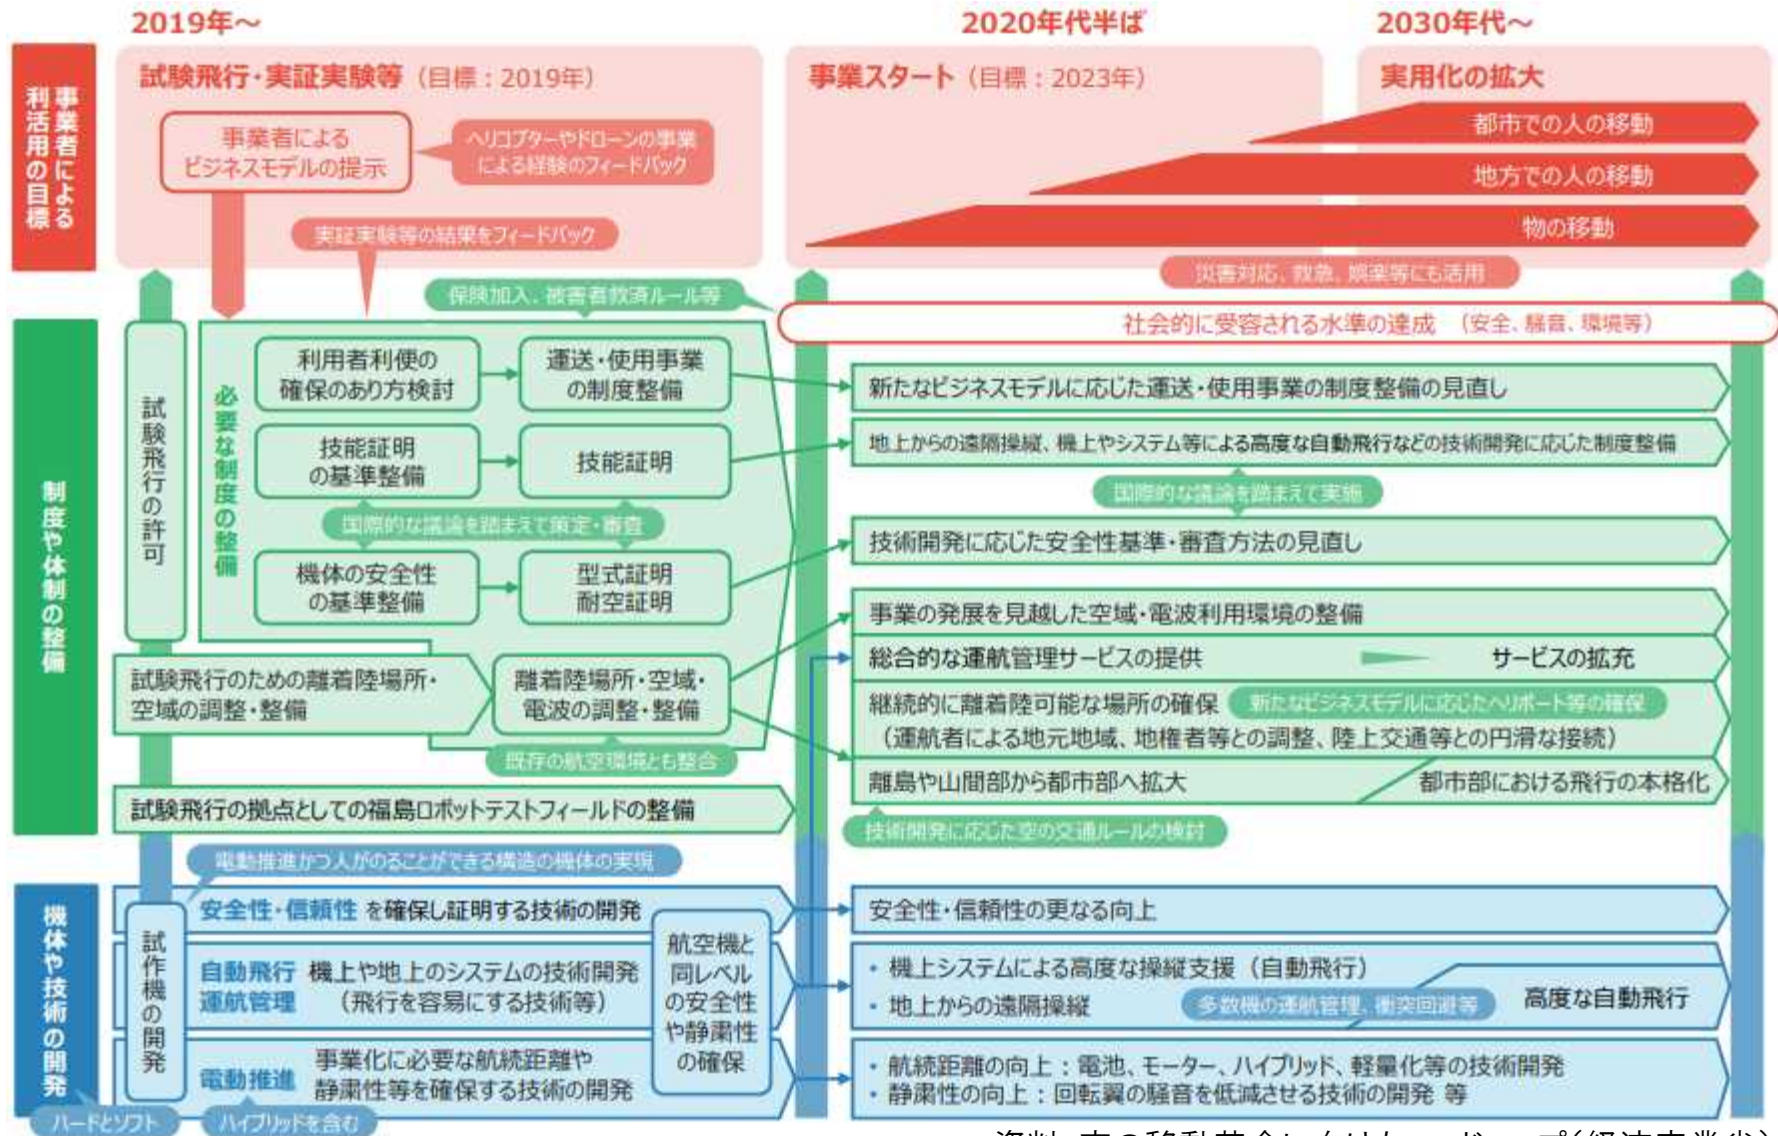 2019年～
2020年代半ば
2030年代～
事業者による
利活用の目標
試験飛行・実証実験等（目標：2019年）
事業者による
ビジネスモデルの提示
ヘリコプターやドローンの事業
による経験のフィードバック
実証実験等の結果をフィードバック
事業スタート（目標：2023年）
実用化の拡大
都市での人の移動
地方での人の移動
物の移動
災害対応、救急、娯楽等にも活用
保険加入、被害者救済ルール等
社会的に受容される水準の達成　（安全、騒音、環境等）
制度や体制の整備
試験飛行の許可
必要な制度の整備
利用者利便の
確保のあり方検討
運送・使用事業
の制度整備
技能証明
の基準整備
技能証明
国際的な議論を踏まえて策定・審査
機体の安全性
の基準整備
型式証明
耐空証明
試験飛行のための離着陸場所・
空域の調整・整備
離着陸場所・空域・
電波の調整・整備
既存の航空環境とも整合
試験飛行の拠点としての福島ロボットテストフィールドの整備
新たなビジネスモデルに応じた運送・使用事業の制度整備の見直し
地上からの遠隔操縦、機上やシステム等による高度な自動飛行などの技術開発に応じた制度整備
国際的な議論を踏まえて実施
技術開発に応じた安全性基準・審査方法の見直し
事業の発展を見越した空域・電波利用環境の整備
総合的な運航管理サービスの提供
サービスの拡充
継続的に離着陸可能な場所の確保
新たなビジネスモデルに応じたヘリポート等の確保
（運航者による地元地域、地権者等との調整、陸上交通等との円滑な接続）
離島や山間部から都市部へ拡大
都市部における飛行の本格化
技術開発に応じた空の交通ルールの検討
機体や技術の開発
電動推進かつ人がのることができる構造の機体の実現
試作機の開発
安全性・信頼性 を確保し証明する技術の開発
自動飛行
運航管理
機上や地上のシステムの技術開発
（飛行を容易にする技術等）
電動推進
事業化に必要な航続距離や
静粛性等を確保する技術の開発
航空機と
同レベル
の安全性
や静粛性
の確保
ハードとソフト
ハイブリッドを含む
安全性・信頼性の更なる向上
・ 機上システムによる高度な操縦支援（自動飛行）
・ 地上からの遠隔操縦
多数機の運航管理、衝突回避等
高度な自動飛行
・ 航続距離の向上：電池、モーター、ハイブリッド、軽量化等の技術開発
・ 静粛性の向上：回転翼の騒音を低減させる技術の開発 等